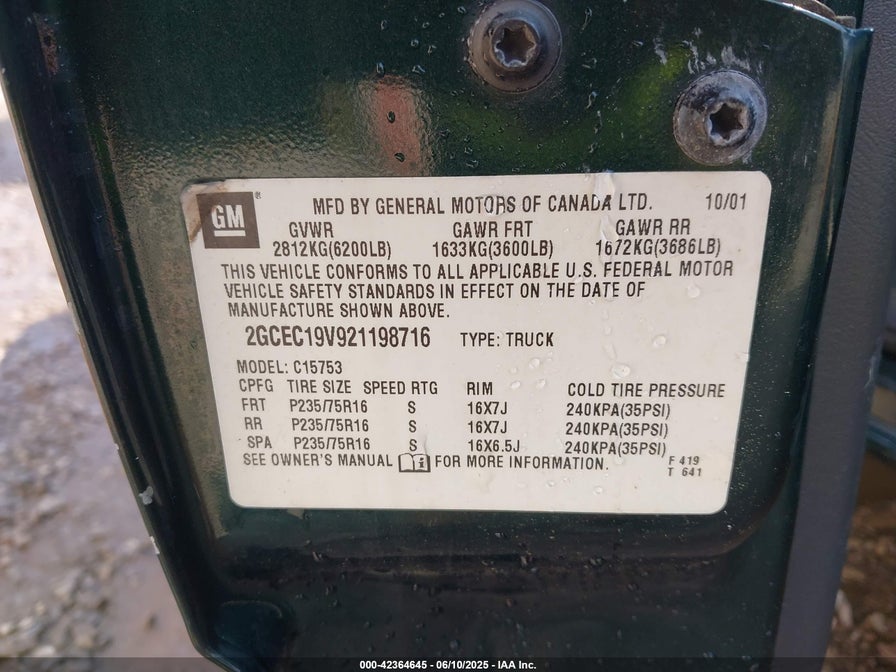 GM ® MFD BY GENERAL MOTORS OF CANADA LTD. 10/01
GVWR GAWR FRT GAWR RR
2812KG(6200LB) 1633KG(3600LB) 1672KG(3686LB)
THIS VEHICLE CONFORMS TO ALL APPLICABLE U.S. FEDERAL MOTOR
VEHICLE SAFETY STANDARDS IN EFFECT ON THE DATE OF
MANUFACTURE SHOWN ABOVE.
2GCEC19V921198716 TYPE: TRUCK
MODEL: C15753
CPFG TIRE SIZE SPEED RTG RIM COLD TIRE PRESSURE
FRT P235/75R16 S 16X7J 240KPA(35PSI)
RR P235/75R16 S 16X7J 240KPA(35PSI)
SPA P235/75R16 S 16X6.5J 240KPA(35PSI)
SEE OWNER'S MANUAL FOR MORE INFORMATION.
F 419
T 641
000-42364645 - 06/10/2025 - IAA Inc.